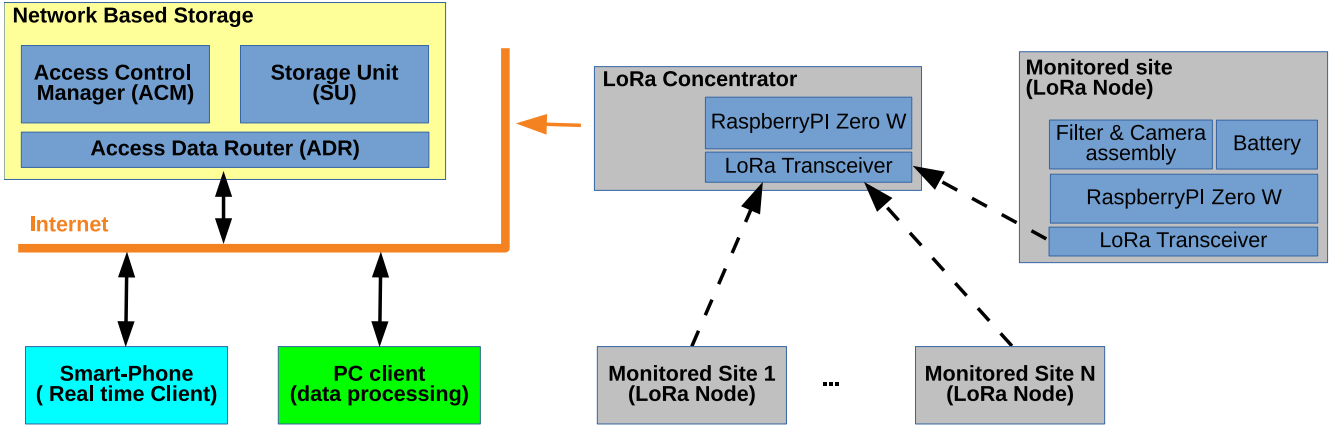 Network Based Storage
Access Control
Manager (ACM)
Storage Unit
(SU)
Access Data Router (ADR)
Internet
Smart-Phone
( Real time Client)
PC client
(data processing)
LoRa Concentrator
RaspberryPI Zero W
LoRa Transceiver
Monitored site
(LoRa Node)
Filter & Camera
assembly
Battery
RaspberryPI Zero W
LoRa Transceiver
Monitored Site 1
(LoRa Node)
...
Monitored Site N
(LoRa Node)